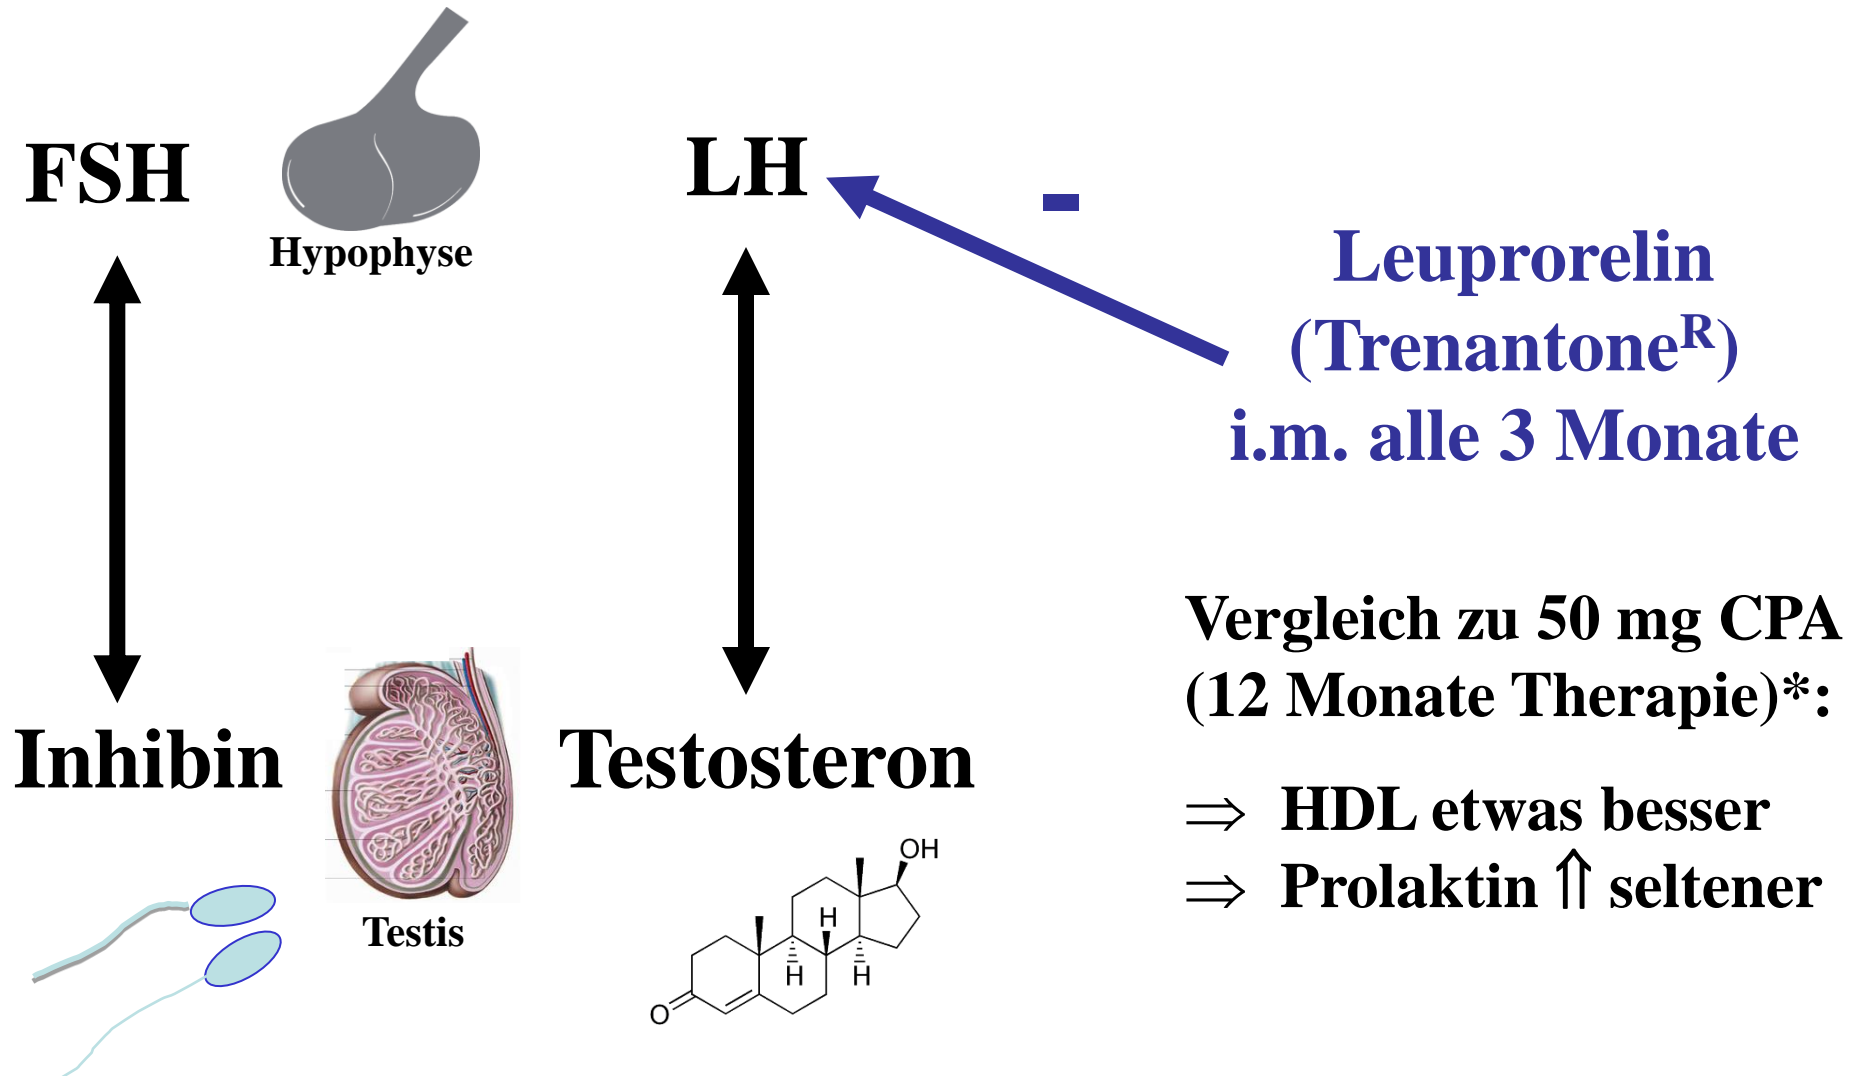 FSH
Hypophyse
LH
-
Leuprorelin
(Trenantone^R)
i.m. alle 3 Monate
Inhibin
Testis
Testosteron
OH
H
H
H
O
Vergleich zu 50 mg CPA
(12 Monate Therapie)*:
⇒ HDL etwas besser
⇒ Prolaktin ⇑ seltener